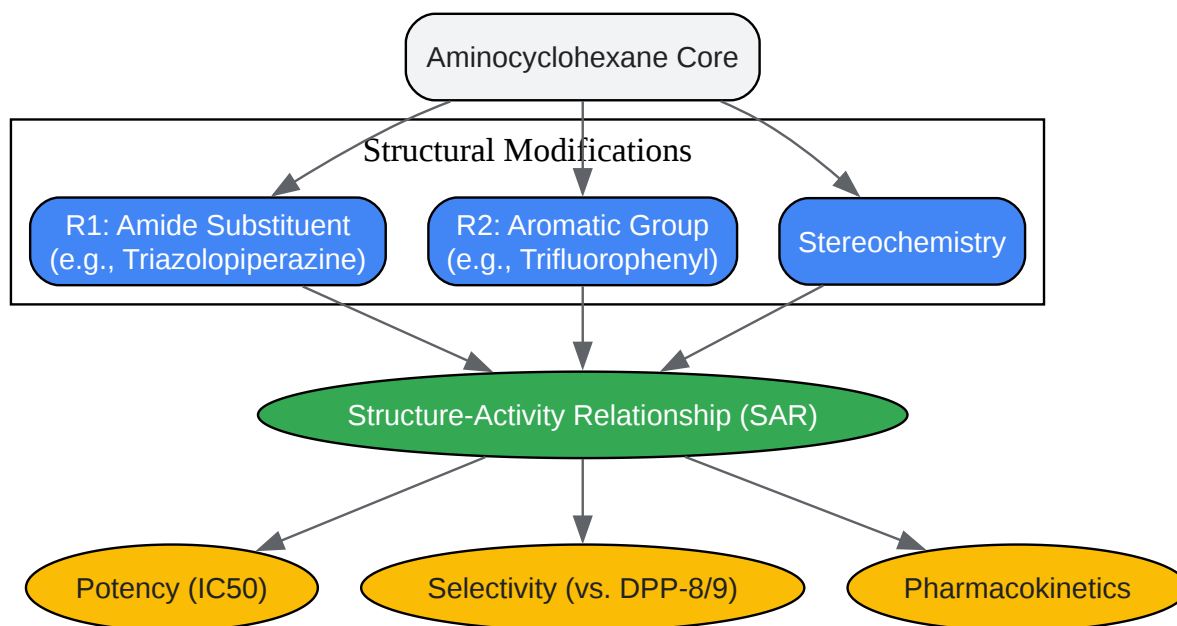 Aminocyclohexane Core
Structural Modifications
R1: Amide Substituent
(e.g., Triazolopiperazine)
R2: Aromatic Group
(e.g., Trifluorophenyl)
Stereochemistry
Structure-Activity Relationship (SAR)
Potency (IC50)
Selectivity (vs. DPP-8/9)
Pharmacokinetics